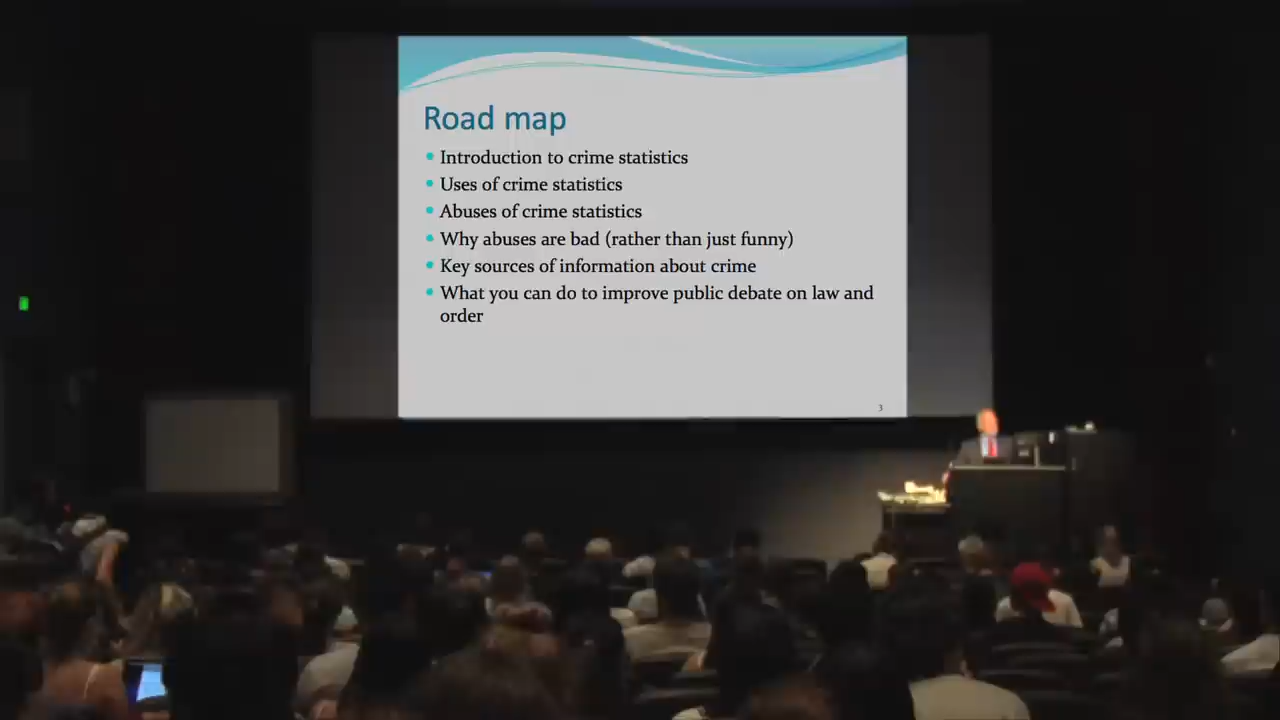 Road map
Introduction to crime statistics
Uses of crime statistics
Abuses of crime statistics
Why abuses are bad (rather than just funny)
Key sources of information about crime
What you can do to improve public debate on law and
order
3